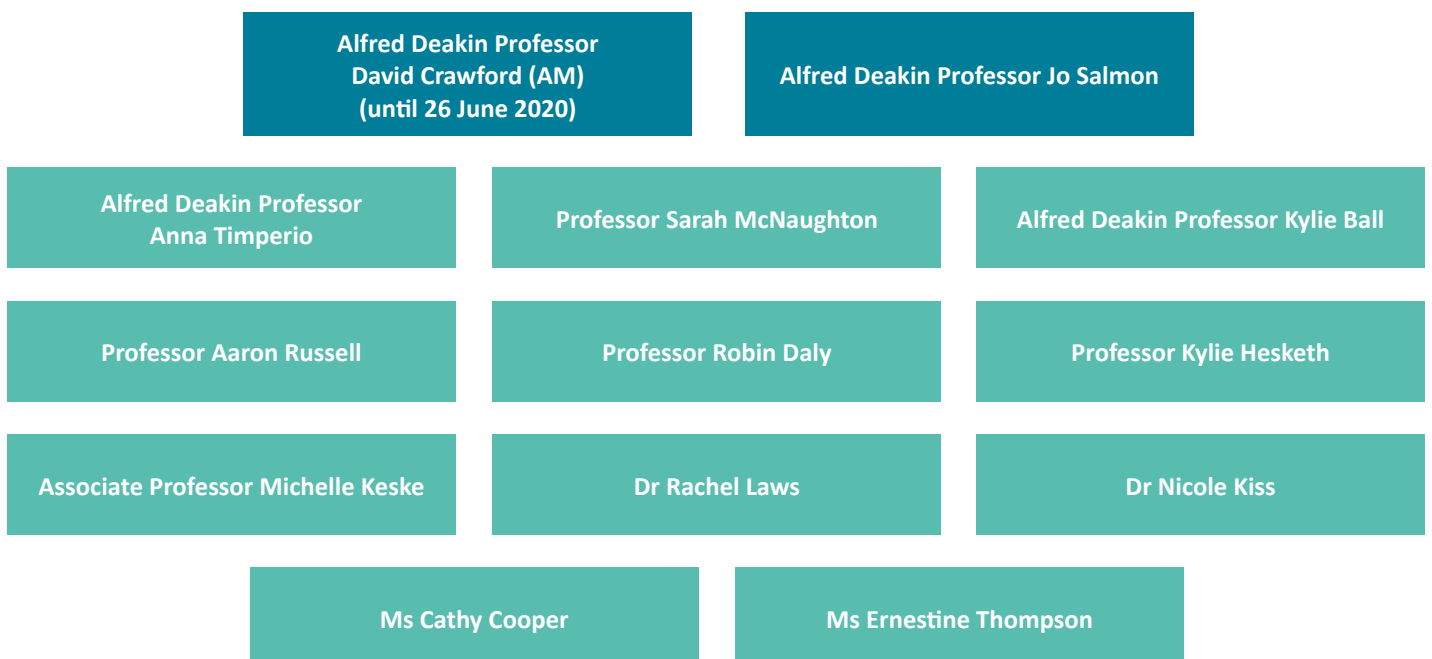 Alfred Deakin Professor
David Crawford (AM)
(until 26 June 2020)
Alfred Deakin Professor Jo Salmon
Alfred Deakin Professor
Anna Timperio
Professor Sarah McNaughton
Alfred Deakin Professor Kylie Ball
Professor Aaron Russell
Professor Robin Daly
Professor Kylie Hesketh
Associate Professor Michelle Keske
Dr Rachel Laws
Dr Nicole Kiss
Ms Cathy Cooper
Ms Ernestine Thompson